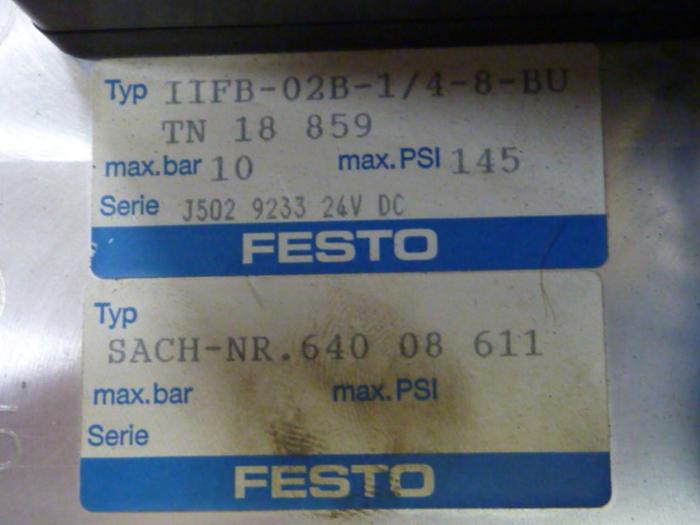 Typ IIFB-02B-1/4-8-BU
TN 18 859
max.bar 10 max.PSI 145
Serie J502 9233 24V DC
FESTO
Typ
SACH-NR.640 08 611
max.bar max.PSI
Serie
FESTO